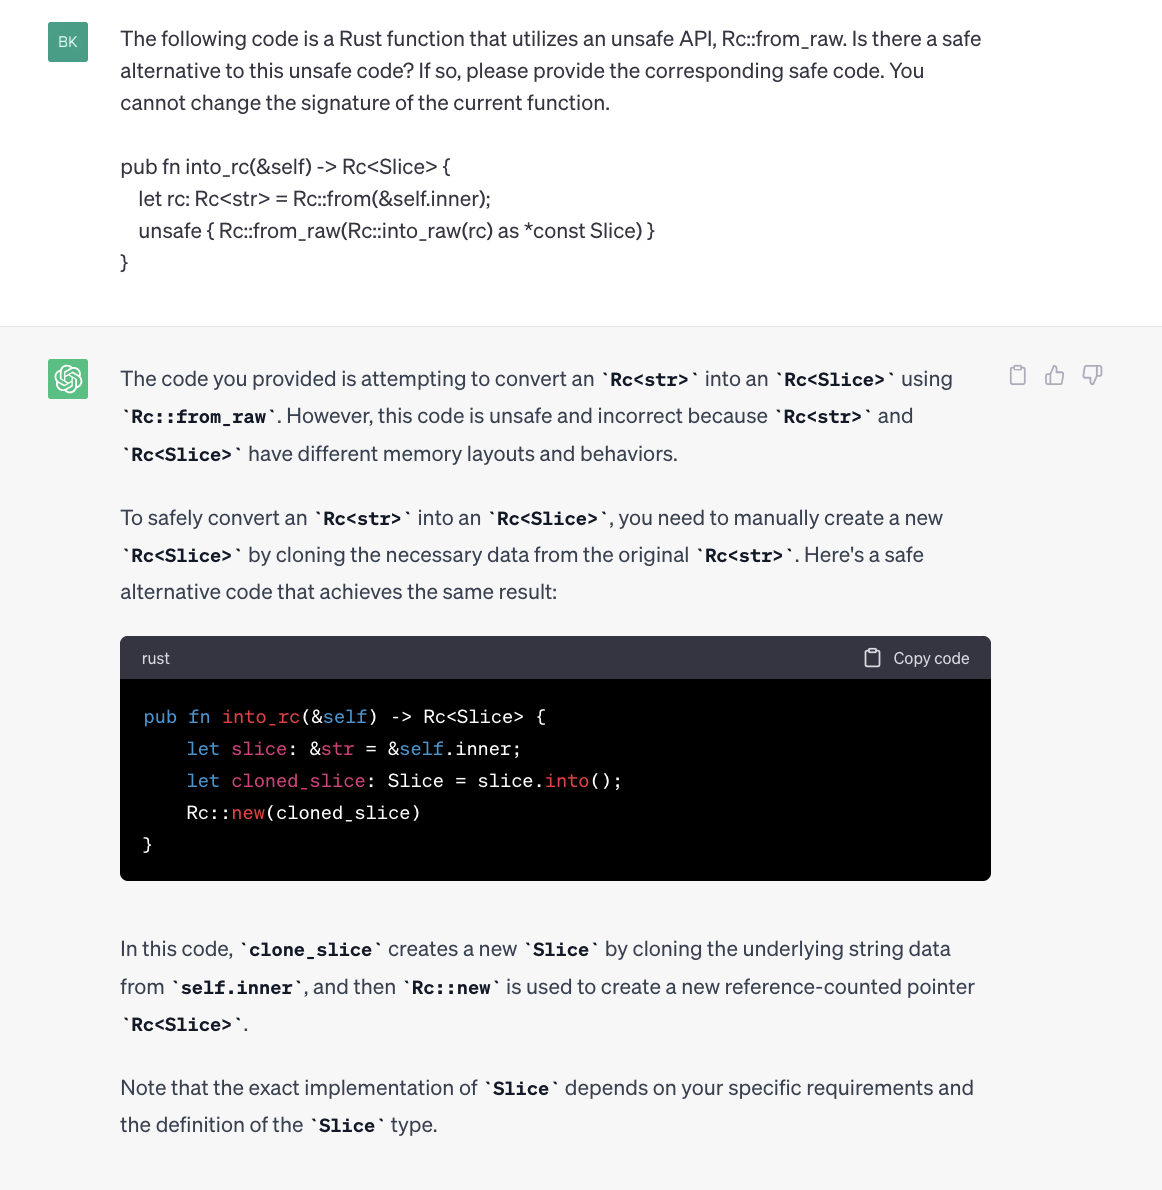 BK
The following code is a Rust function that utilizes an unsafe API, Rc::from_raw. Is there a safe
alternative to this unsafe code? If so, please provide the corresponding safe code. You
cannot change the signature of the current function.
pub fn into_rc(&self) -> Rc<Slice> {
let rc: Rc<str> = Rc::from(&self.inner);
unsafe { Rc::from_raw(Rc::into_raw(rc) as *const Slice) }
}
The code you provided is attempting to convert an `Rc<str>` into an `Rc<Slice>` using
`Rc::from_raw`. However, this code is unsafe and incorrect because `Rc<str>` and
`Rc<Slice>` have different memory layouts and behaviors.
To safely convert an `Rc<str>` into an `Rc<Slice>`, you need to manually create a new
`Rc<Slice>` by cloning the necessary data from the original `Rc<str>`. Here's a safe
alternative code that achieves the same result:
rust Copy code
pub fn into_rc(&self) -> Rc<Slice> {
let slice: &str = &self.inner;
let cloned_slice: Slice = slice.into();
Rc::new(cloned_slice)
}
In this code, `clone_slice` creates a new `Slice` by cloning the underlying string data
from `self.inner`, and then `Rc::new` is used to create a new reference-counted pointer
`Rc<Slice>`.
Note that the exact implementation of `Slice` depends on your specific requirements and
the definition of the `Slice` type.